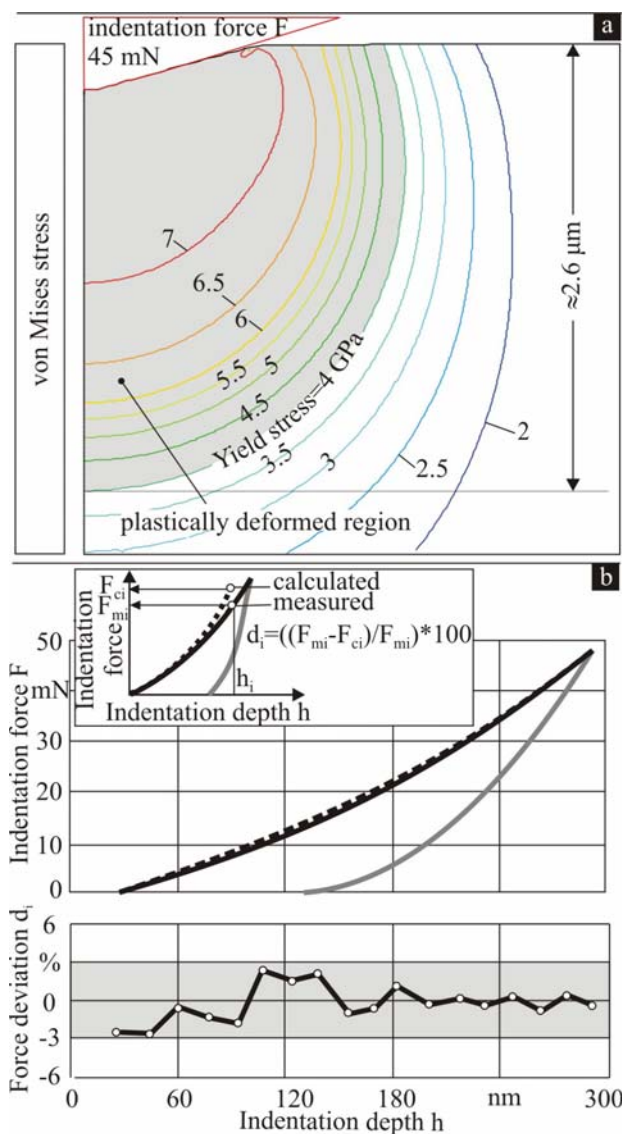 indentation force F
45 mN
a
von Mises stress
7
6.5
6
5.5
5
4.5
Yield stress=4 GPa
3.5
3
2.5
2
≈2.6 μm
plastically deformed region
b
F_ci
F_mi
calculated
measured
d_i=((F_mi-F_ci)/F_mi)*100
h_i
Indentation
force
Indentation depth h
Indentation force F
50
mN
30
20
10
0
Force deviation d_i
6
%
0
-3
-6
0 60 120 180 nm 300
Indentation depth h